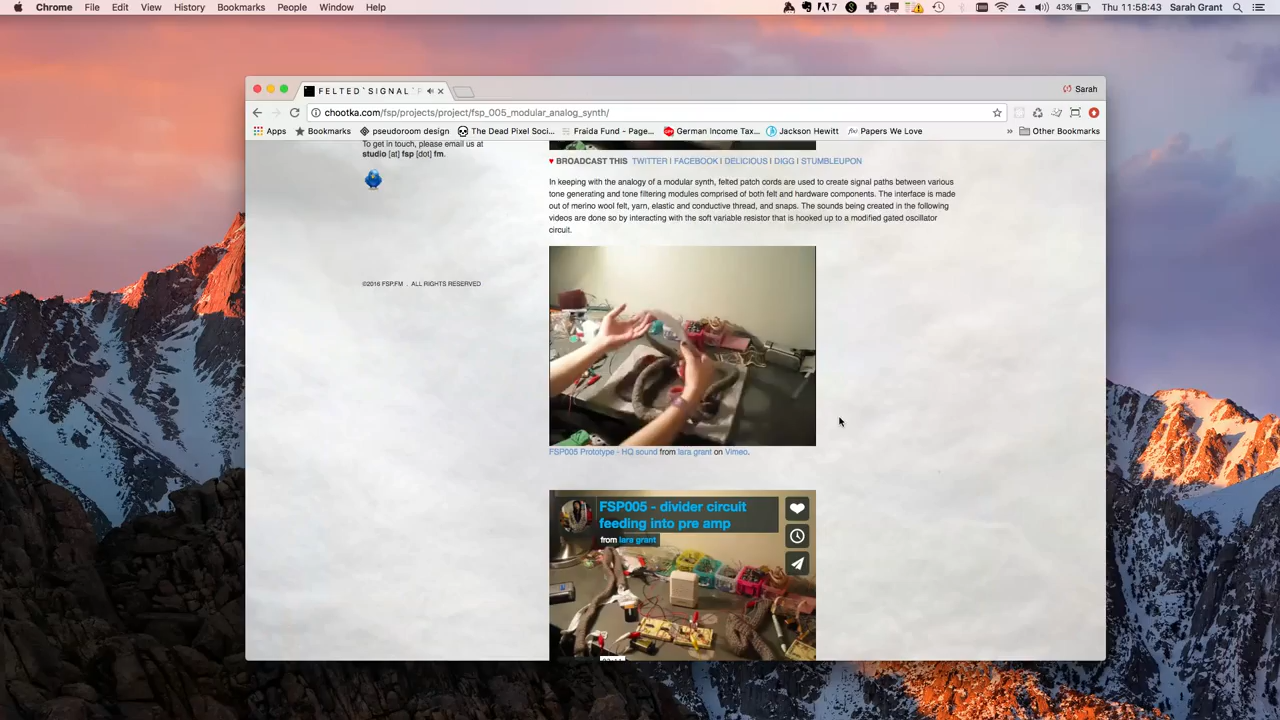 Chrome File Edit View History Bookmarks People Window Help
7 43% Thu 11:58:43 Sarah Grant
FELTED`SIGNAL`
Sarah
chootka.com/fsp/projects/project/fsp_005_modular_analog_synth/
Apps Bookmarks pseudoroom design The Dead Pixel Soci... Fraida Fund - Page... German Income Tax... Jackson Hewitt Papers We Love » Other Bookmarks
To get in touch, please email us at
studio [at] fsp [dot] fm.
©2016 FSP.FM . ALL RIGHTS RESERVED
♥ BROADCAST THIS TWITTER | FACEBOOK | DELICIOUS | DIGG | STUMBLEUPON
In keeping with the analogy of a modular synth, felted patch cords are used to create signal paths between various
tone generating and tone filtering modules comprised of both felt and hardware components. The interface is made
out of merino wool felt, yarn, elastic and conductive thread, and snaps. The sounds being created in the following
videos are done so by interacting with the soft variable resistor that is hooked up to a modified gated oscillator
circuit.
FSP005 Prototype - HQ sound from lara grant on Vimeo.
FSP005 - divider circuit
feeding into pre amp
from lara grant